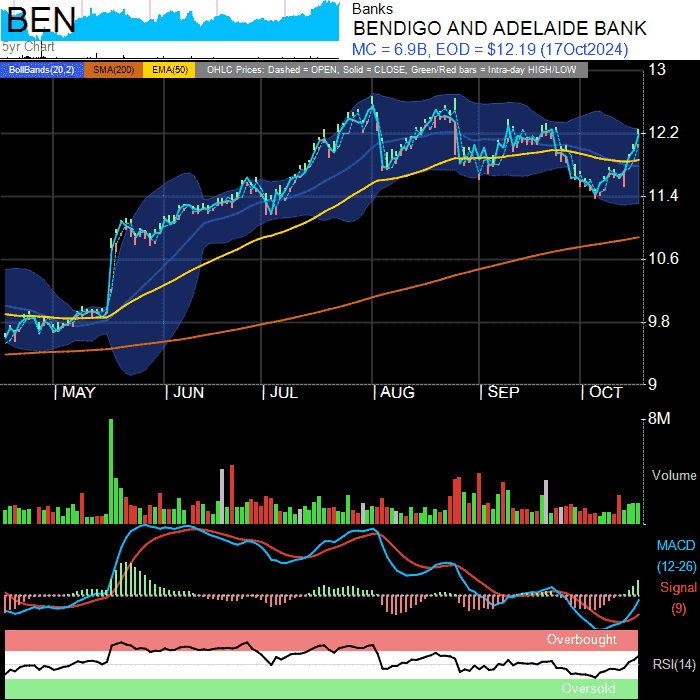 BEN
5yr Chart
Banks
BENDIGO AND ADELAIDE BANK
MC = 6.9B, EOD = $12.19 (17Oct2024)
BollBands(20,2) SMA(200) EMA(50) OHLC Prices: Dashed = OPEN, Solid = CLOSE, Green/Red bars = Intra-day HIGH/LOW
13
12.2
11.4
10.6
9.8
9
MAY JUN JUL AUG SEP OCT
8M
Volume
MACD
(12-26)
Signal
(9)
Overbought
RSI(14)
Oversold